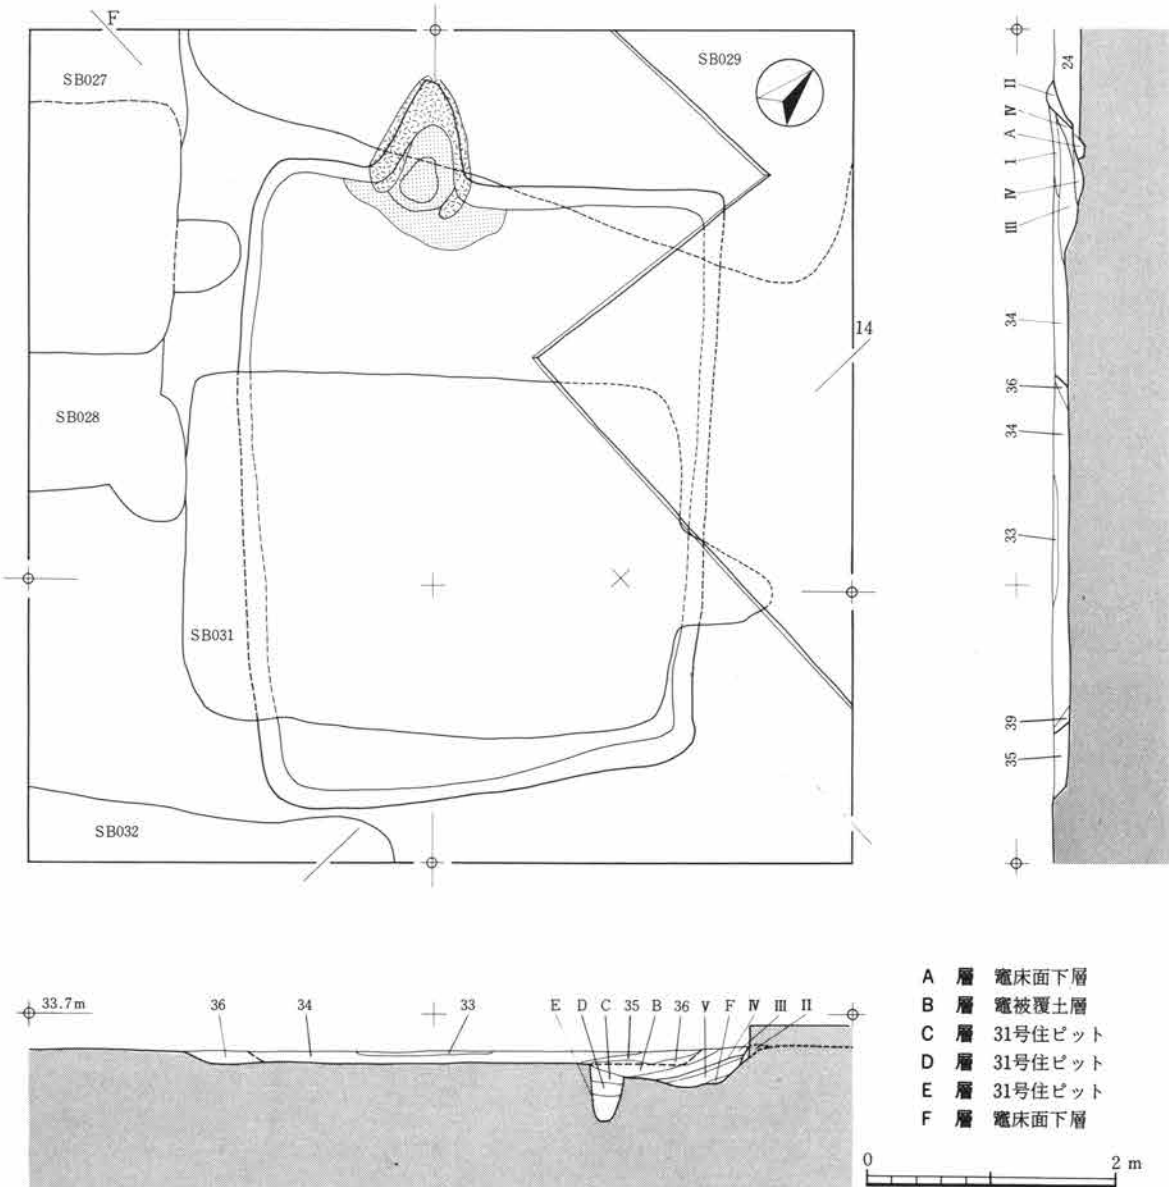 F
SB027
SB029
24
II
IV
A
I
IV
III
14
34
36
SB028
34
33
SB031
39
35
SB032
33.7m
36
34
33
E
D
C
35
B
36
V
F
IV
III
II
A 層 竈床面下層
B 層 竈被覆土層
C 層 31号住ピット
D 層 31号住ピット
E 層 31号住ピット
F 層 竈床面下層
0
2 m